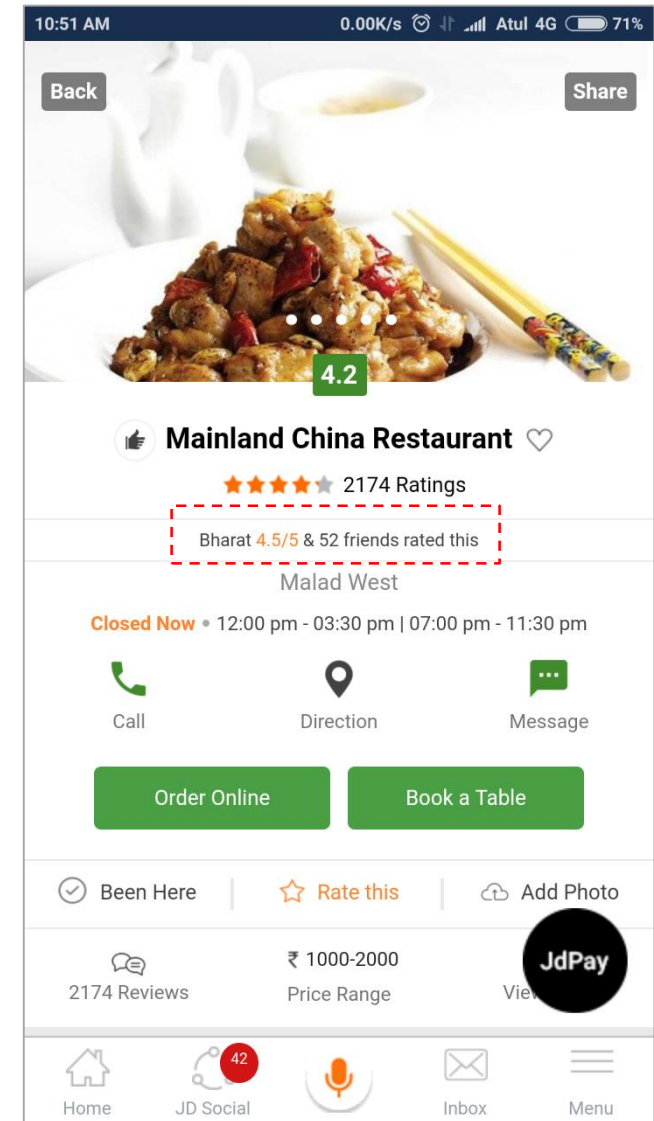 10:51 AM 0.00K/s Atul 4G 71%
Back Share
4.2
Mainland China Restaurant
2174 Ratings
Bharat 4.5/5 & 52 friends rated this
Malad West
Closed Now • 12:00 pm - 03:30 pm | 07:00 pm - 11:30 pm
Call Direction Message
Order Online Book a Table
Been Here Rate this Add Photo
₹ 1000-2000 JdPay
2174 Reviews Price Range
42
Home JD Social Inbox Menu